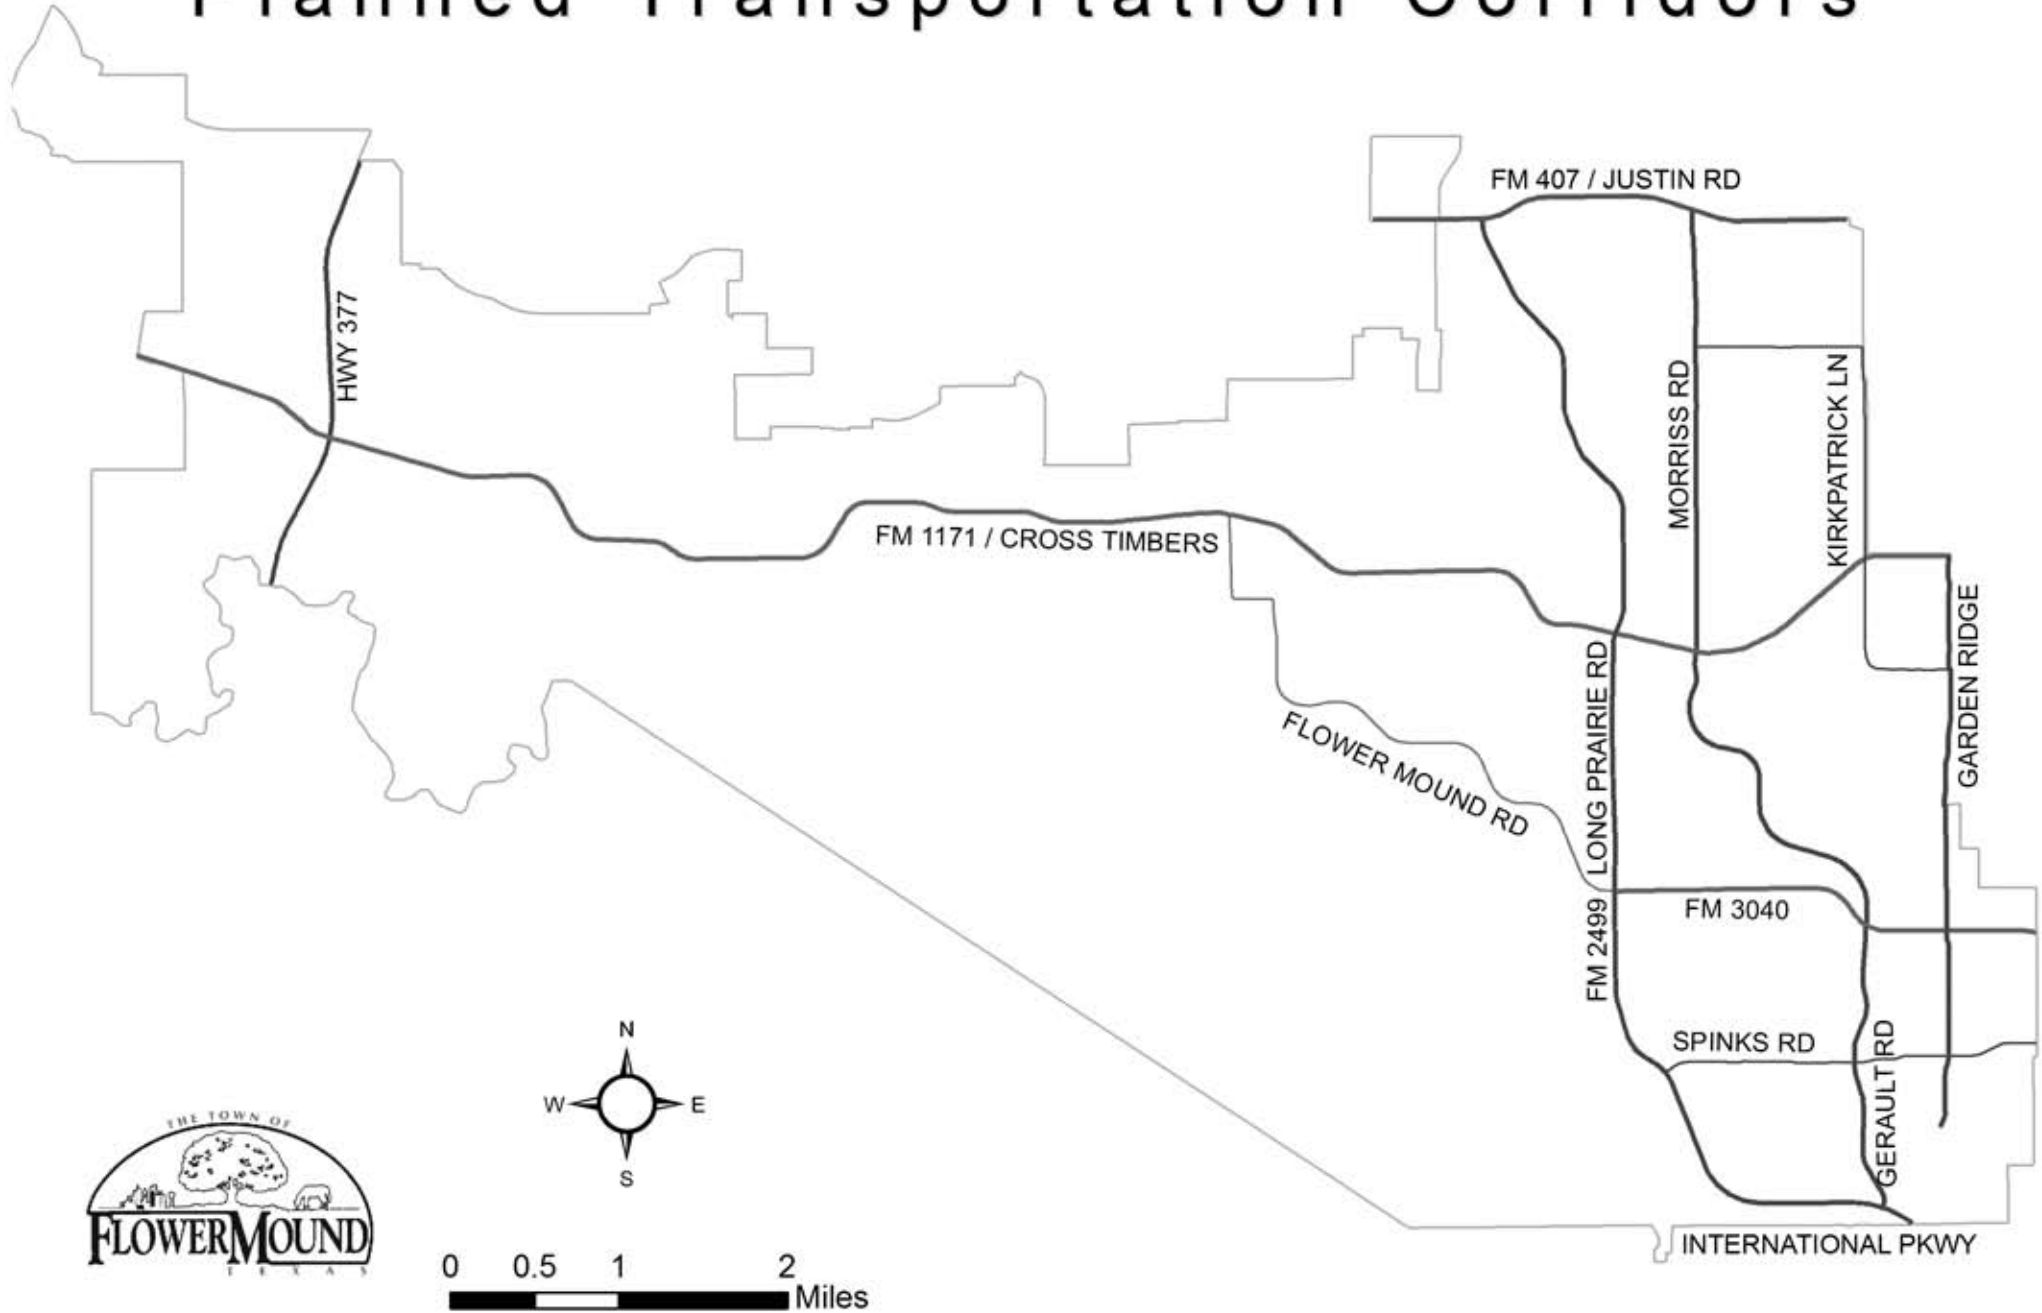 Planned Transportation Corridors
FM 407 / JUSTIN RD
HWY 377
MORRISS RD
KIRKPATRICK LN
FM 1171 / CROSS TIMBERS
GARDEN RIDGE
FLOWER MOUND RD
FM 2499 LONG PRAIRIE RD
FM 3040
SPINKS RD
GERAULT RD
INTERNATIONAL PKWY
N
W E
S
THE TOWN OF
FLOWER MOUND
TEXAS
0 0.5 1 2
Miles